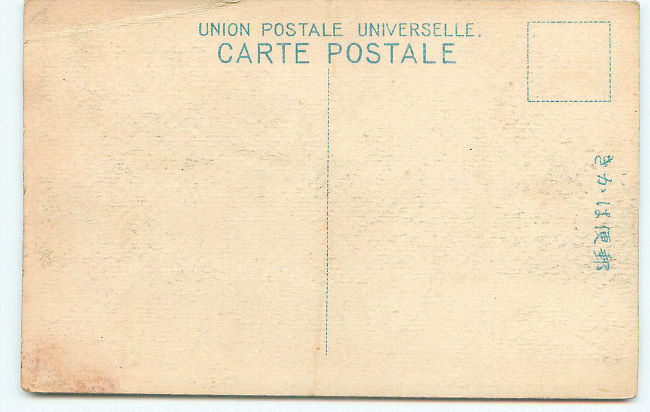 UNION POSTALE UNIVERSELLE.
CARTE POSTALE
郵便はかき